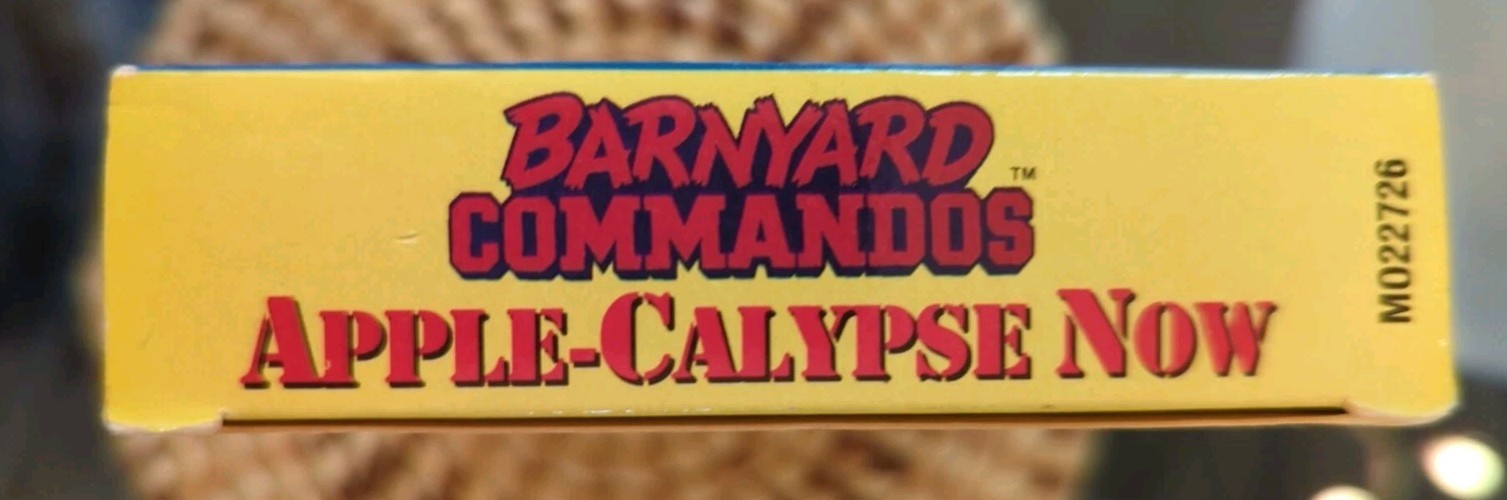 BARNYARD
COMMANDOS™
APPLE-CALYPSE NOW
MO22726